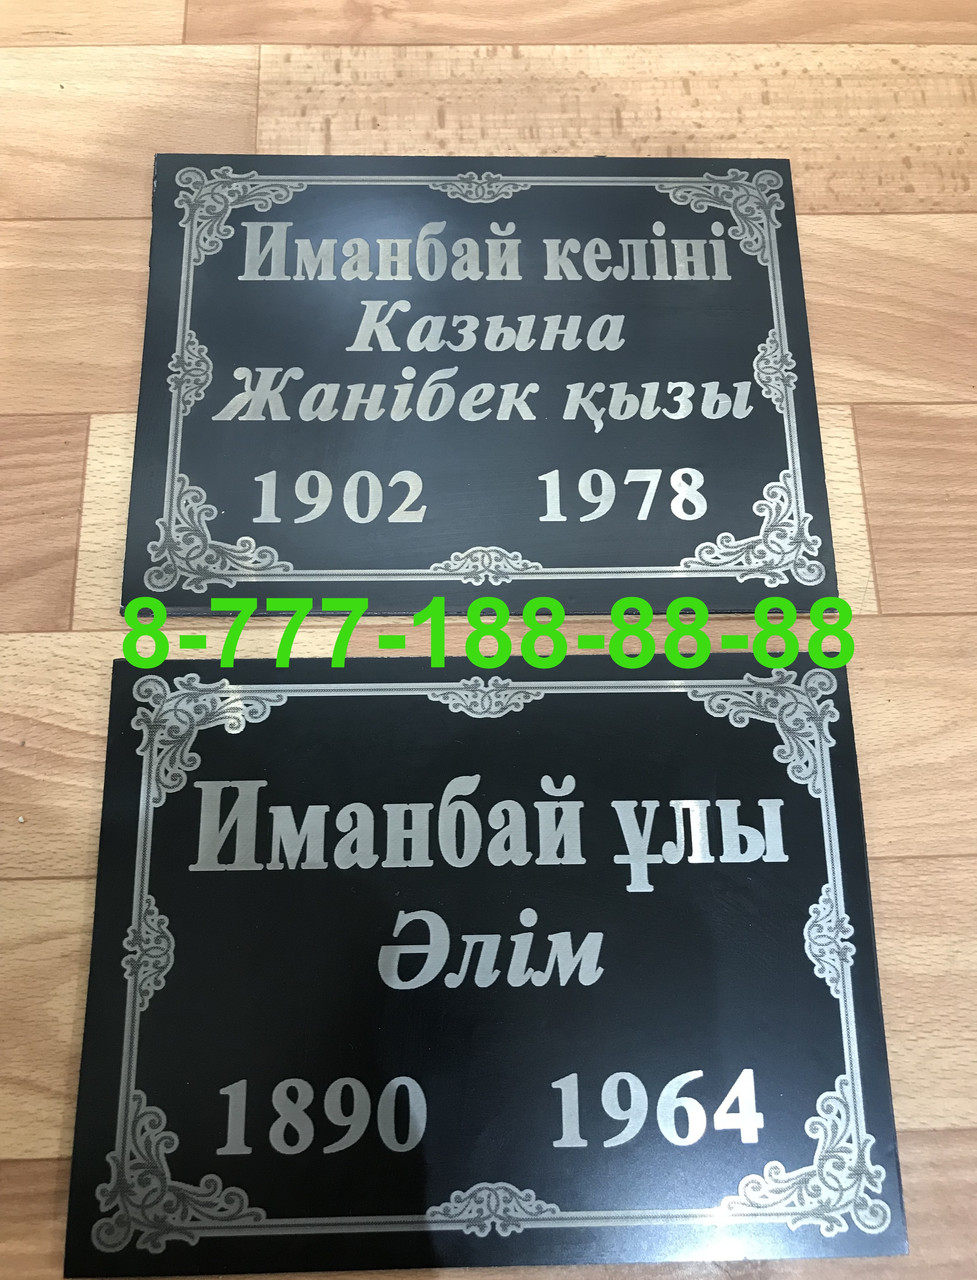 Иманбай келіні
Казына
Жанібек қызы
1902 1978
8-777-188-88-88
Иманбай ұлы
Әлім
1890 1964